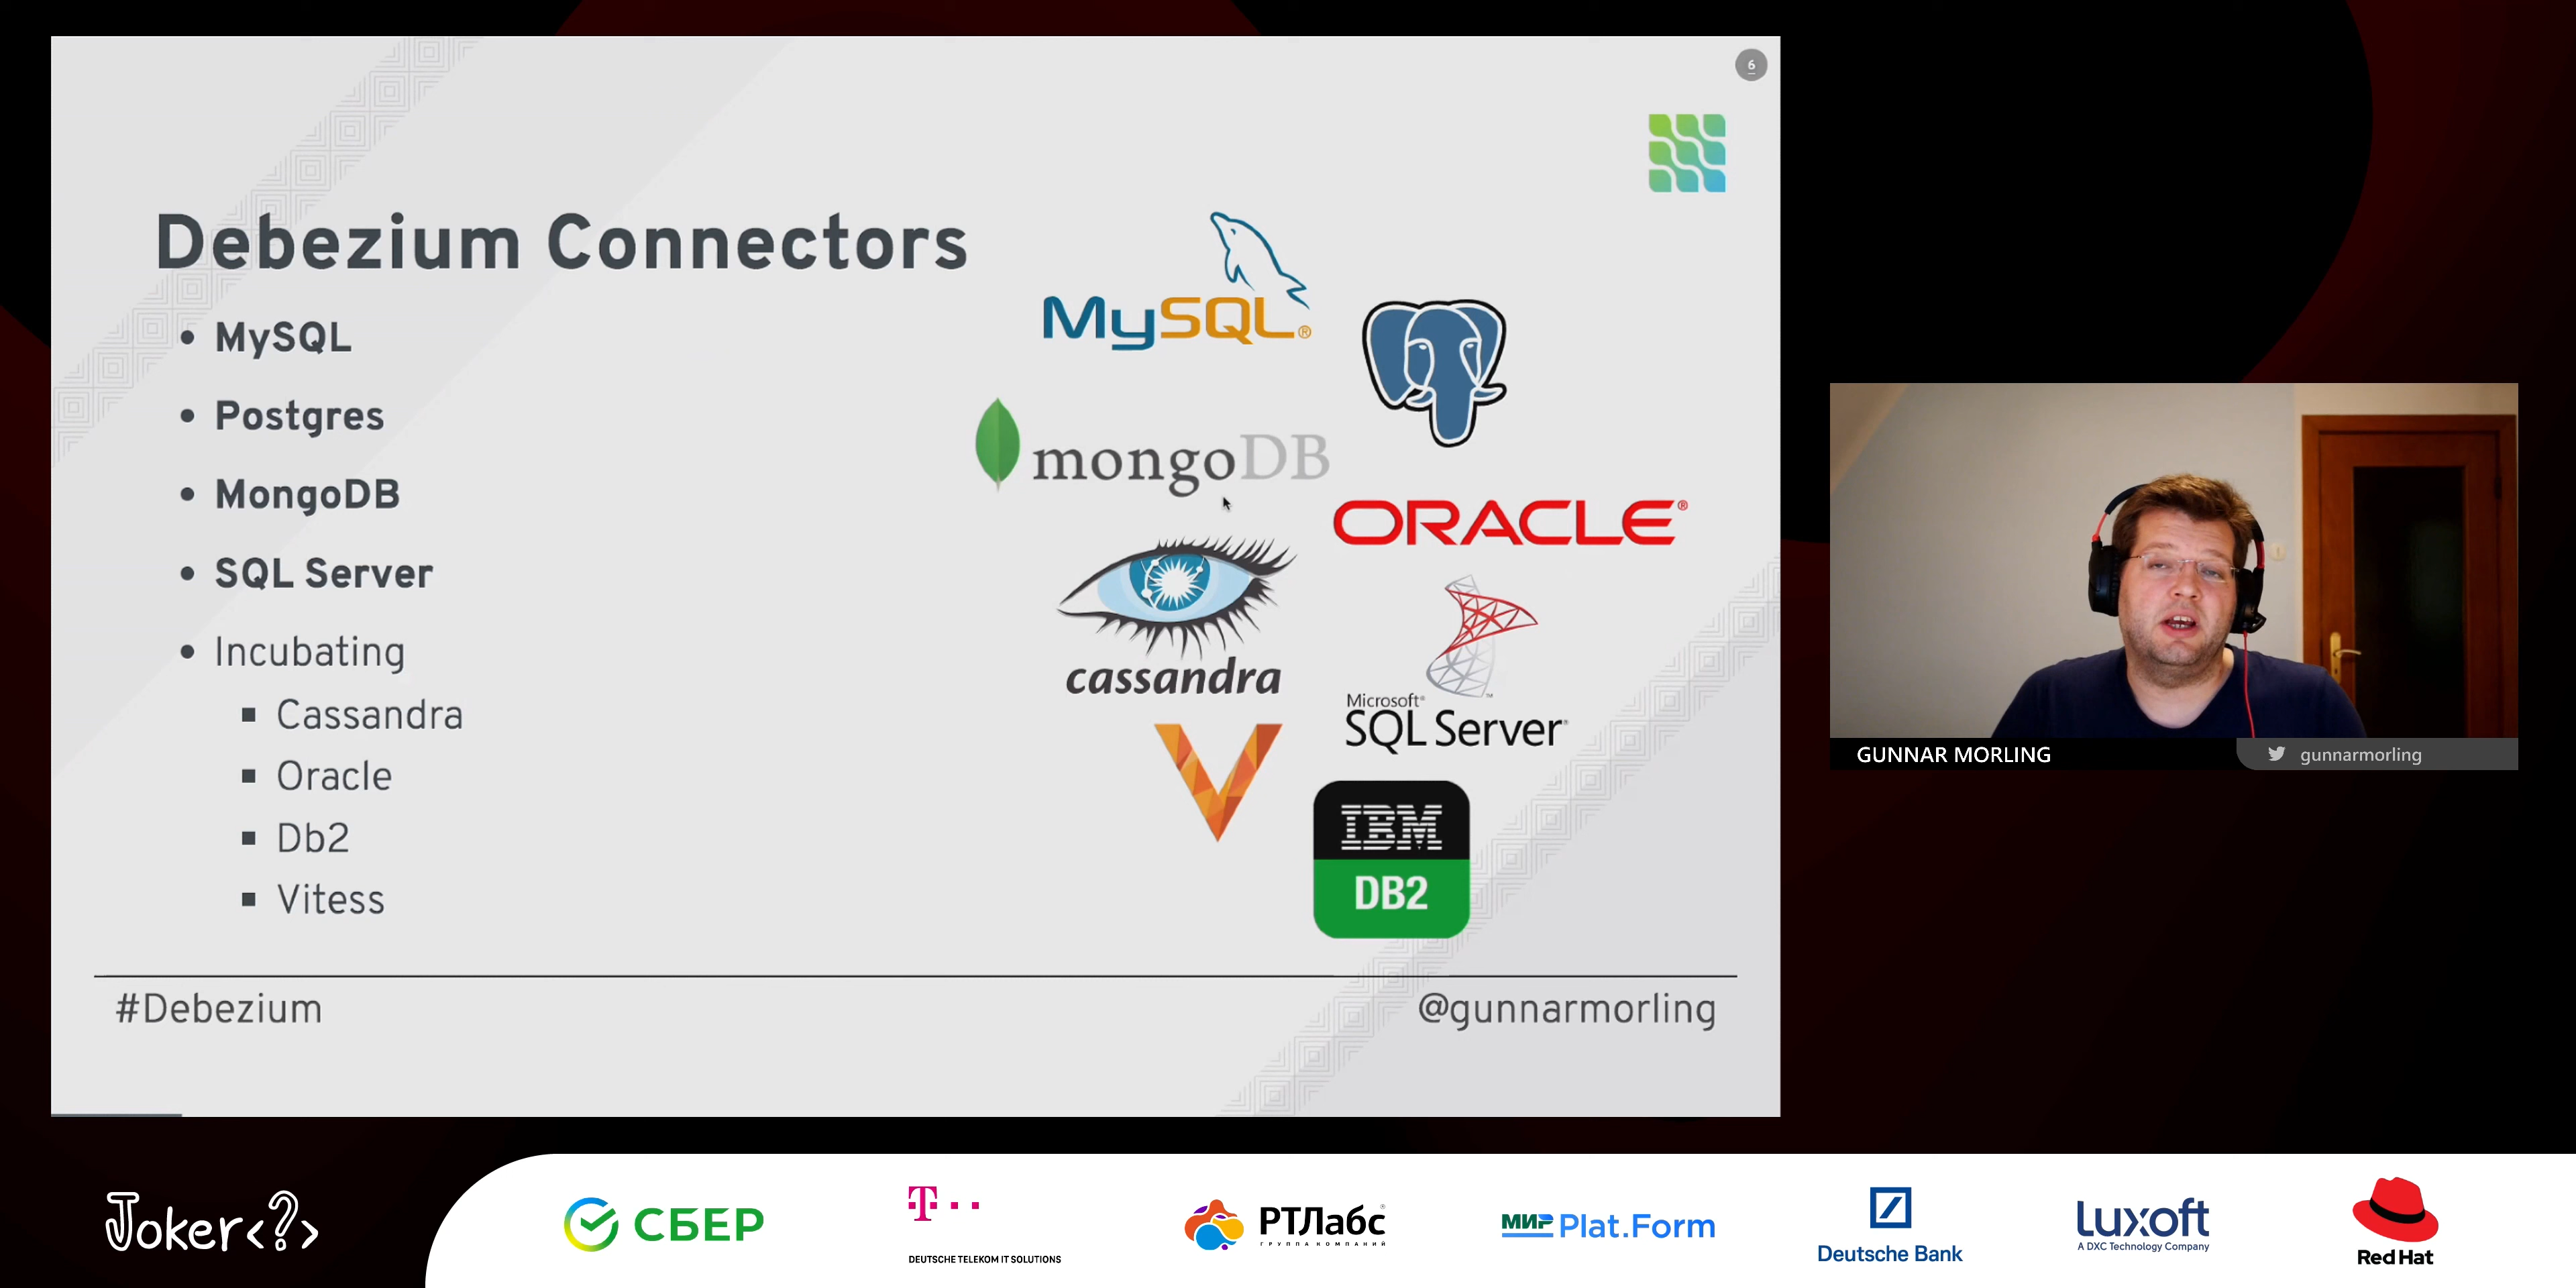 6
Debezium Connectors
MySQL
Postgres
MongoDB
SQL Server
Incubating
Cassandra
Oracle
Db2
Vitess
MySQL®
mongoDB
ORACLE®
cassandra
Microsoft®
SQL Server®
IBM
DB2
#Debezium
@gunnarmorling
GUNNAR MORLING
gunnarmorling
Joker<?>
СБЕР
T
DEUTSCHE TELEKOM IT SOLUTIONS
РТЛабс
ГРУППА КОМПАНИЙ
МИР Plat.Form
Deutsche Bank
Luxoft
A DXC Technology Company
Red Hat